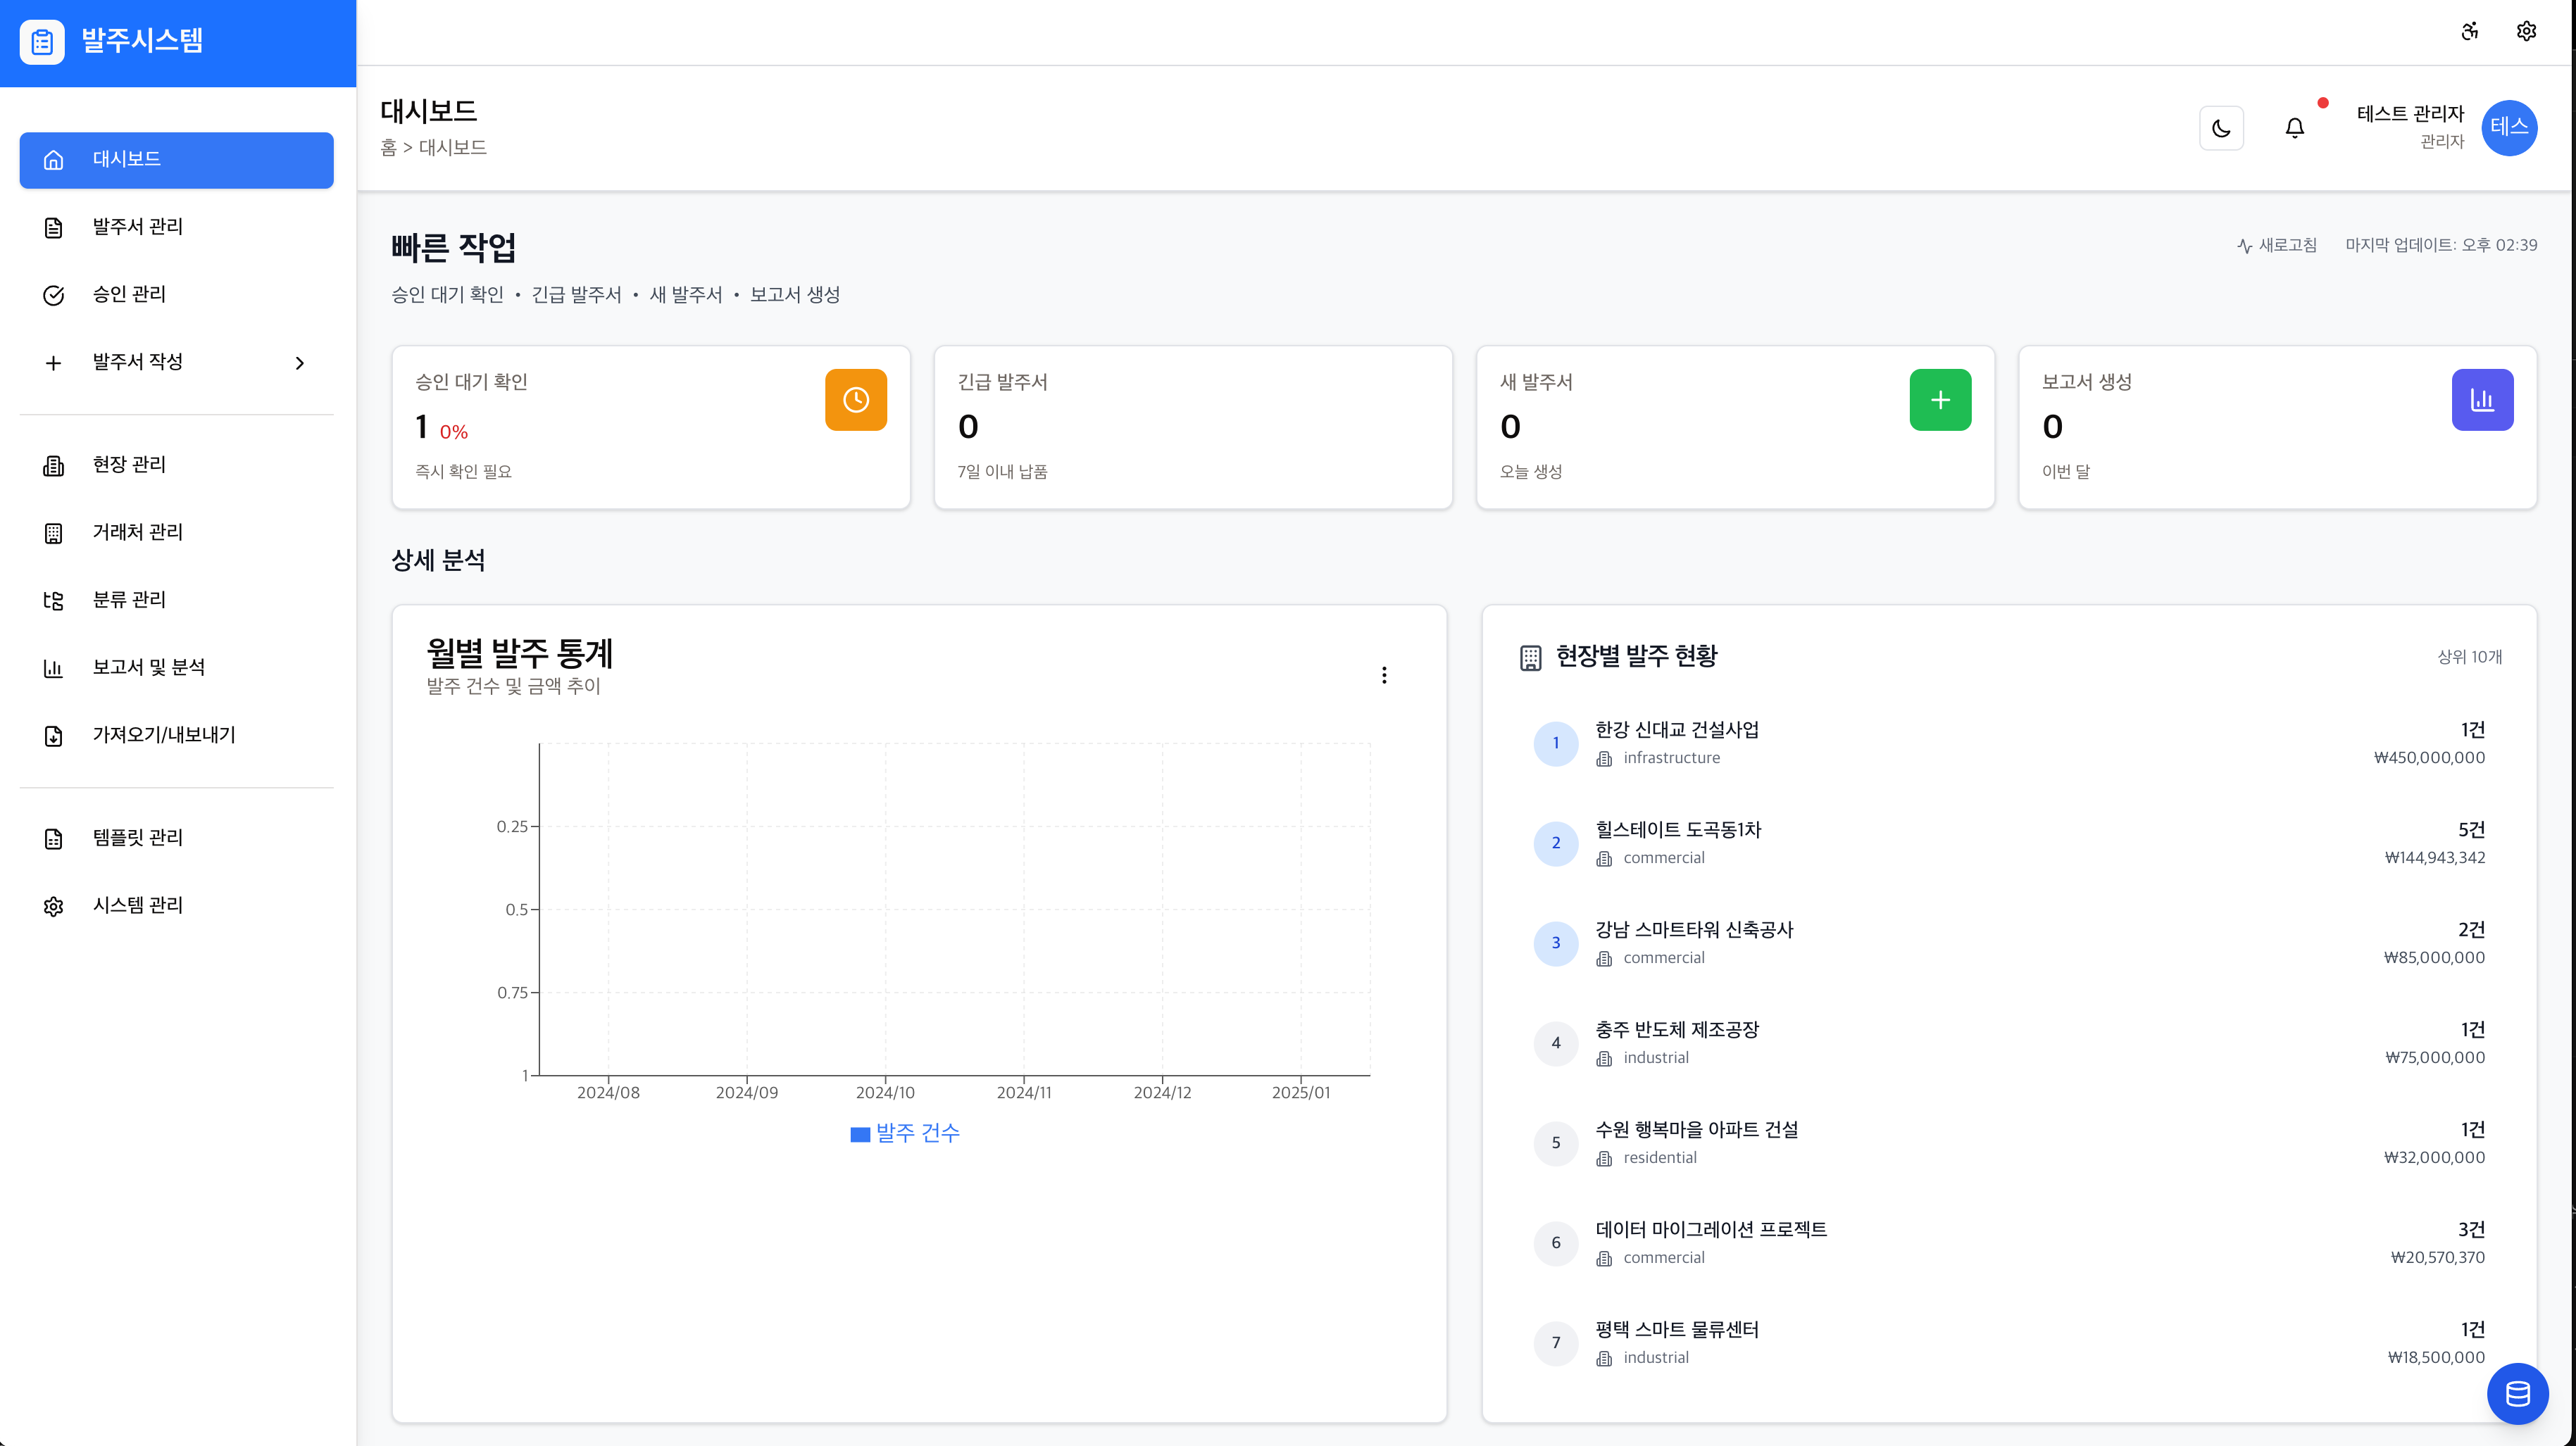 발주시스템
대시보드
발주서 관리
승인 관리
발주서 작성
현장 관리
거래처 관리
분류 관리
보고서 및 분석
가져오기/내보내기
템플릿 관리
시스템 관리
대시보드
홈 > 대시보드
테스트 관리자
관리자
테스
빠른 작업
새로고침
마지막 업데이트: 오후 02:39
승인 대기 확인 • 긴급 발주서 • 새 발주서 • 보고서 생성
승인 대기 확인
1 0%
즉시 확인 필요
긴급 발주서
0
7일 이내 납품
새 발주서
0
오늘 생성
보고서 생성
0
이번 달
상세 분석
월별 발주 통계
발주 건수 및 금액 추이
0.25
0.5
0.75
1
2024/08 2024/09 2024/10 2024/11 2024/12 2025/01
발주 건수
현장별 발주 현황
상위 10개
1 한강 신대교 건설사업 1건
infrastructure ₩450,000,000
2 힐스테이트 도곡동1차 5건
commercial ₩144,943,342
3 강남 스마트타워 신축공사 2건
commercial ₩85,000,000
4 충주 반도체 제조공장 1건
industrial ₩75,000,000
5 수원 행복마을 아파트 건설 1건
residential ₩32,000,000
6 데이터 마이그레이션 프로젝트 3건
commercial ₩20,570,370
7 평택 스마트 물류센터 1건
industrial ₩18,500,000